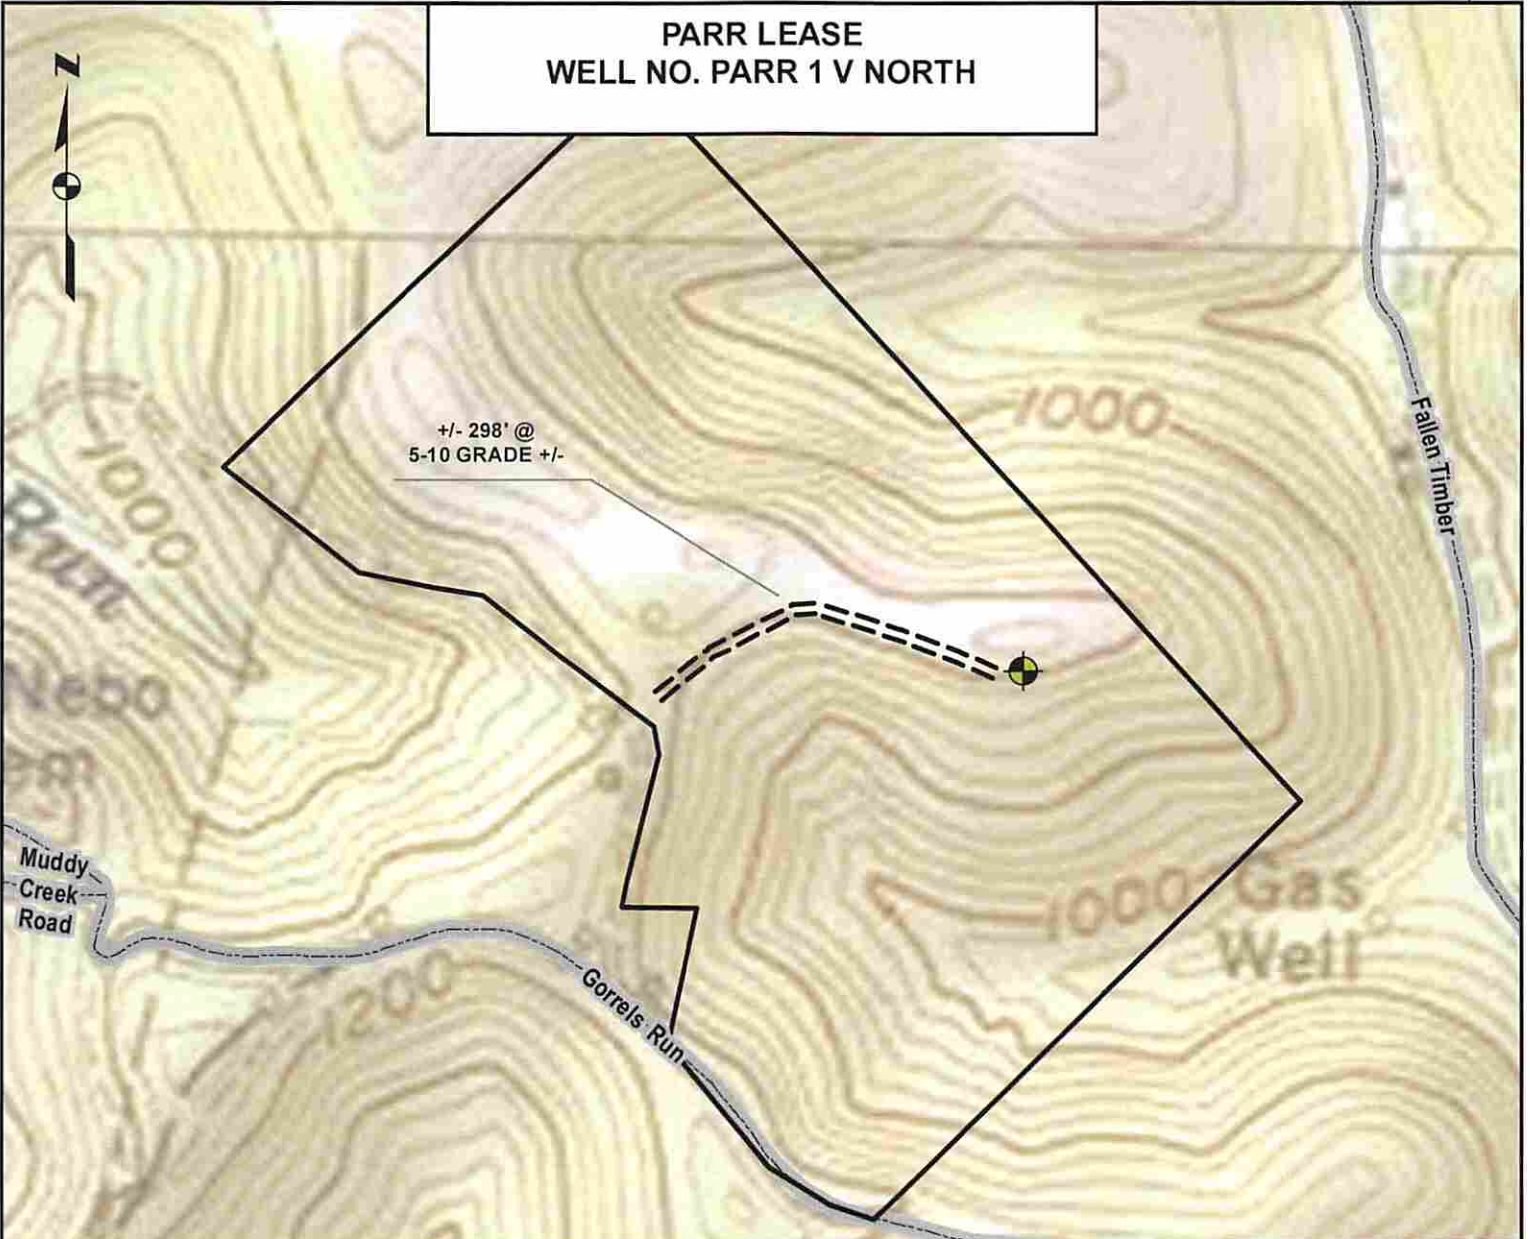 PARR LEASE
WELL NO. PARR 1 V NORTH
N
+/- 298' @
5-10 GRADE +/-
1000
1000
Run
Nebo
Fallen Timber
Muddy
Creek
Road
1000
Gas
Well
1200
Gorrels Run